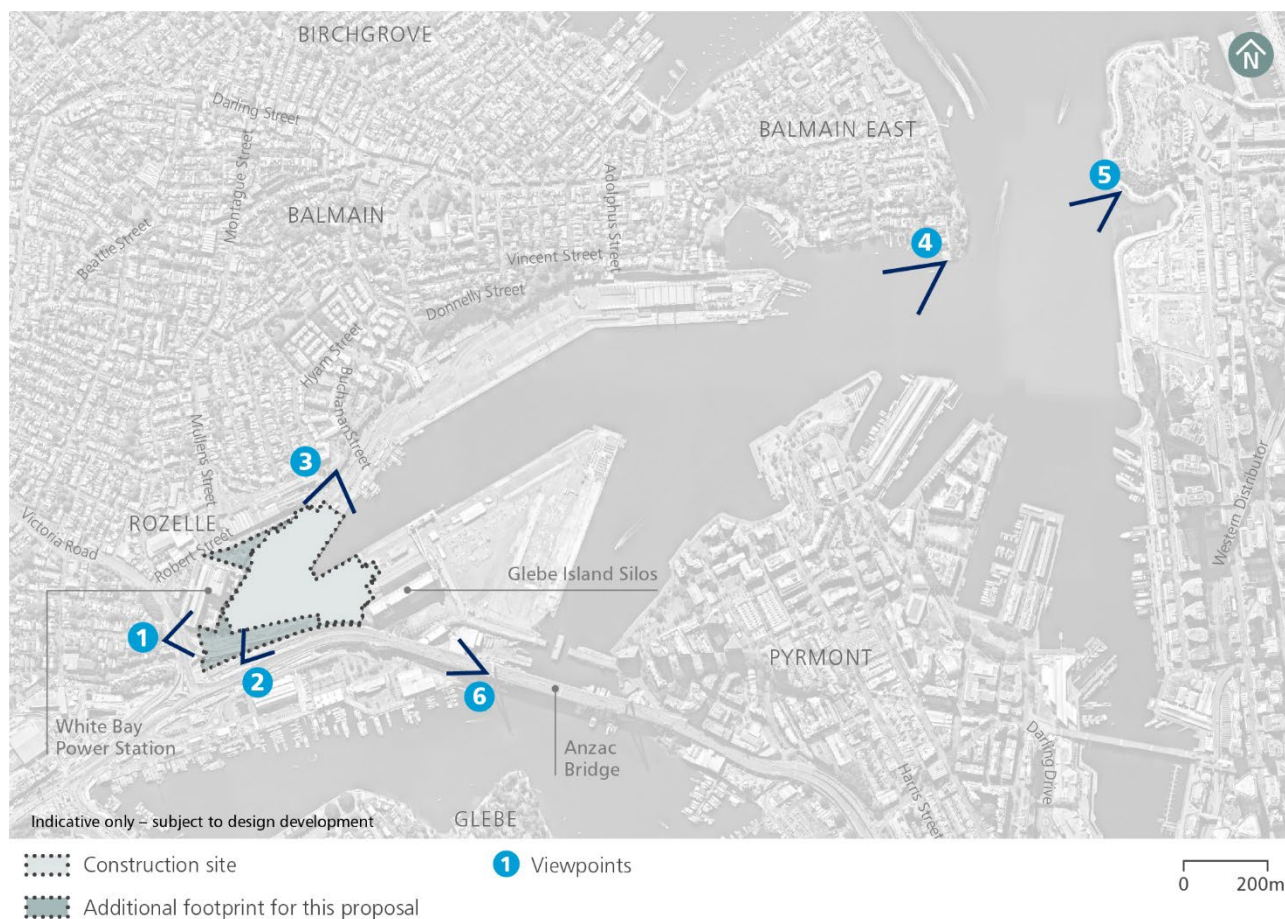 BIRCHGROVE
N
Darling Street
Montague Street
BALMAIN EAST
Adolphus Street
5
BALMAIN
Beattie Street
4
Vincent Street
Donnelly Street
Hyam Street
Buchanan Street
Mullens Street
3
Western Distributor
Victoria Road
ROZELLE
Robert Street
Glebe Island Silos
1
2
6
PYRMONT
White Bay
Power Station
Anzac
Bridge
Darling Drive
Harris Street
Indicative only – subject to design development
GLEBE
Construction site
1 Viewpoints
0 200m
Additional footprint for this proposal